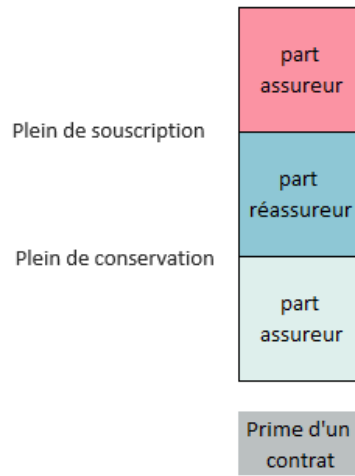 part
assureur
Plein de souscription
part
réassureur
Plein de conservation
part
assureur
Prime d'un
contrat